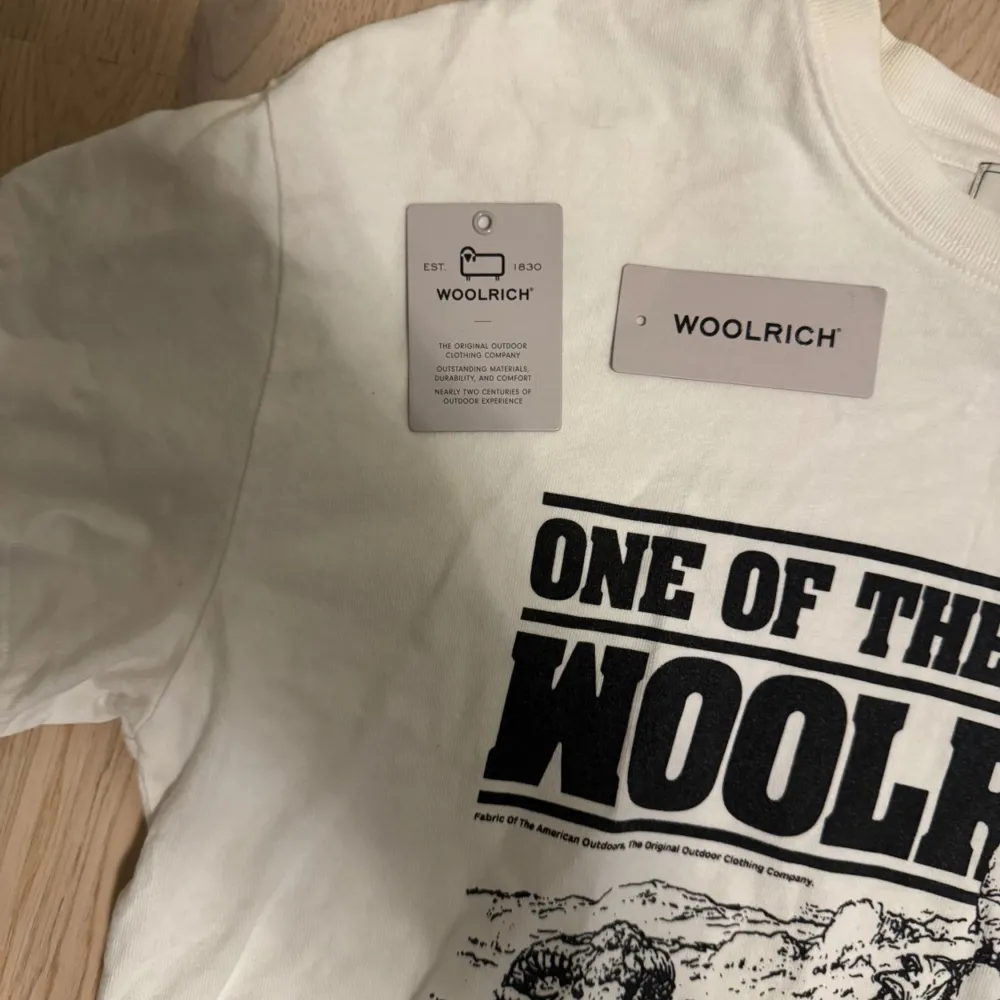 EST. 1830
WOOLRICH®
THE ORIGINAL OUTDOOR
CLOTHING COMPANY
OUTSTANDING MATERIALS,
DURABILITY, AND COMFORT
NEARLY TWO CENTURIES OF
OUTDOOR EXPERIENCE
WOOLRICH®
ONE OF THE
WOOLR
Fabric Of The American Outdoors, The Original Outdoor Clothing Company.